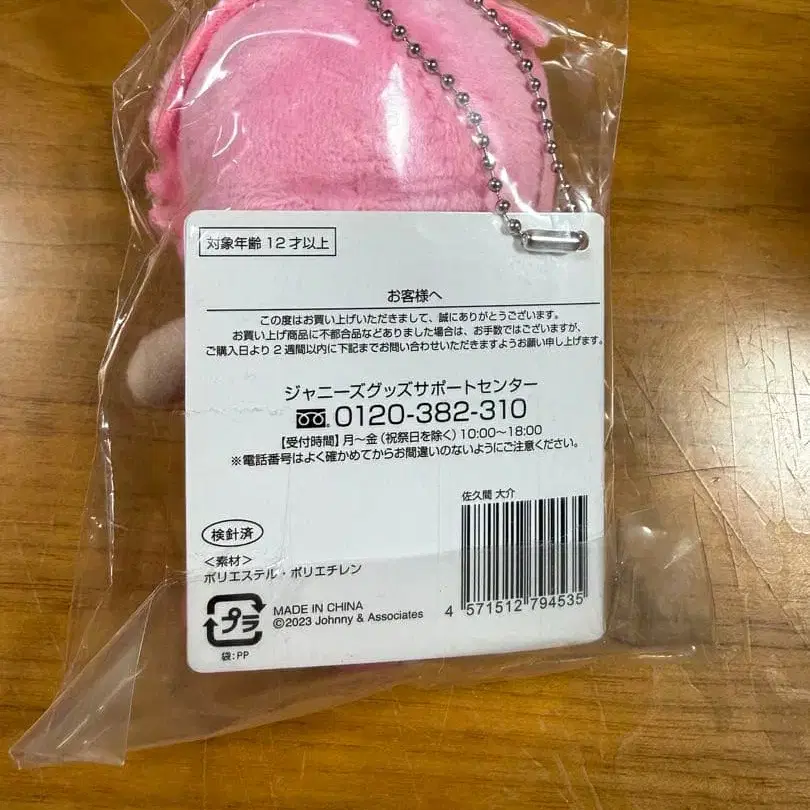 対象年齢 12 才以上
お客様へ
この度はお買い上げいただきまして、誠にありがとうございます。
お買い上げ商品に不都合品などありました場合は、お手数ではございますが、
ご購入日より 2 週間以内に下記までお問い合わせいただきますようお願い申し上げます。
ジャニーズグッズサポートセンター
0120-382-310
【受付時間】月〜金（祝祭日を除く）10:00〜18:00
※電話番号はよく確かめてからお間違いのないようにご注意ください。
佐久間 大介
検針済
＜素材＞
ポリエステル・ポリエチレン
プラ
袋：PP
MADE IN CHINA
©2023 Johnny & Associates
4 571512 794535